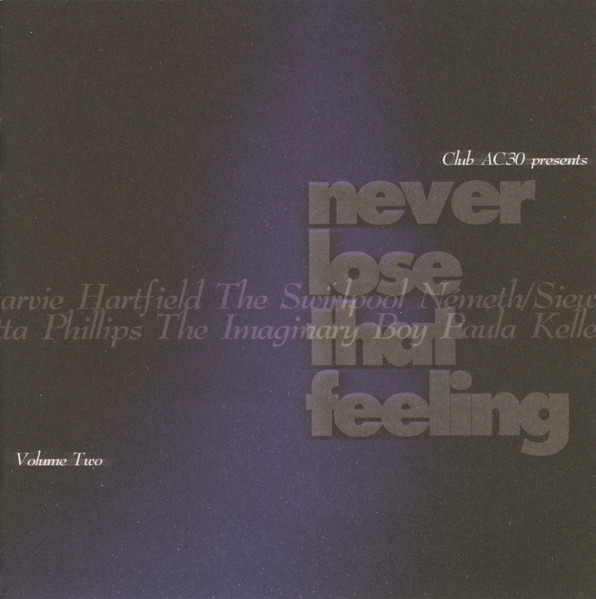 Club AC30 presents
never
lose
arvie Hartfield The Swirlpool Németh/Siew
that
tta Phillips The Imaginary Boy Paula Kelle
feeling
Volume Two